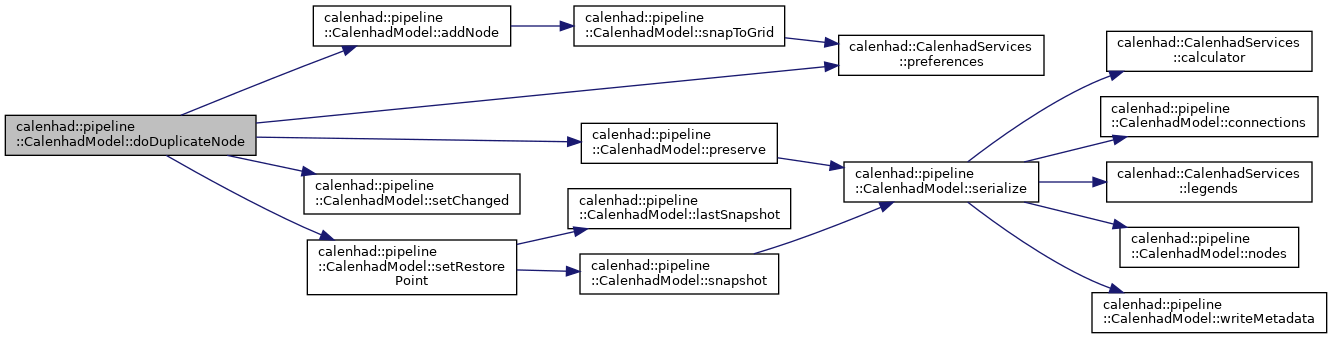 calenhad::pipeline
::CalenhadModel::doDuplicateNode
calenhad::pipeline
::CalenhadModel::addNode
calenhad::pipeline
::CalenhadModel::snapToGrid
calenhad::CalenhadServices
::preferences
calenhad::pipeline
::CalenhadModel::preserve
calenhad::pipeline
::CalenhadModel::setChanged
calenhad::pipeline
::CalenhadModel::setRestore
Point
calenhad::pipeline
::CalenhadModel::lastSnapshot
calenhad::pipeline
::CalenhadModel::snapshot
calenhad::pipeline
::CalenhadModel::serialize
calenhad::CalenhadServices
::calculator
calenhad::pipeline
::CalenhadModel::connections
calenhad::CalenhadServices
::legends
calenhad::pipeline
::CalenhadModel::nodes
calenhad::pipeline
::CalenhadModel::writeMetadata